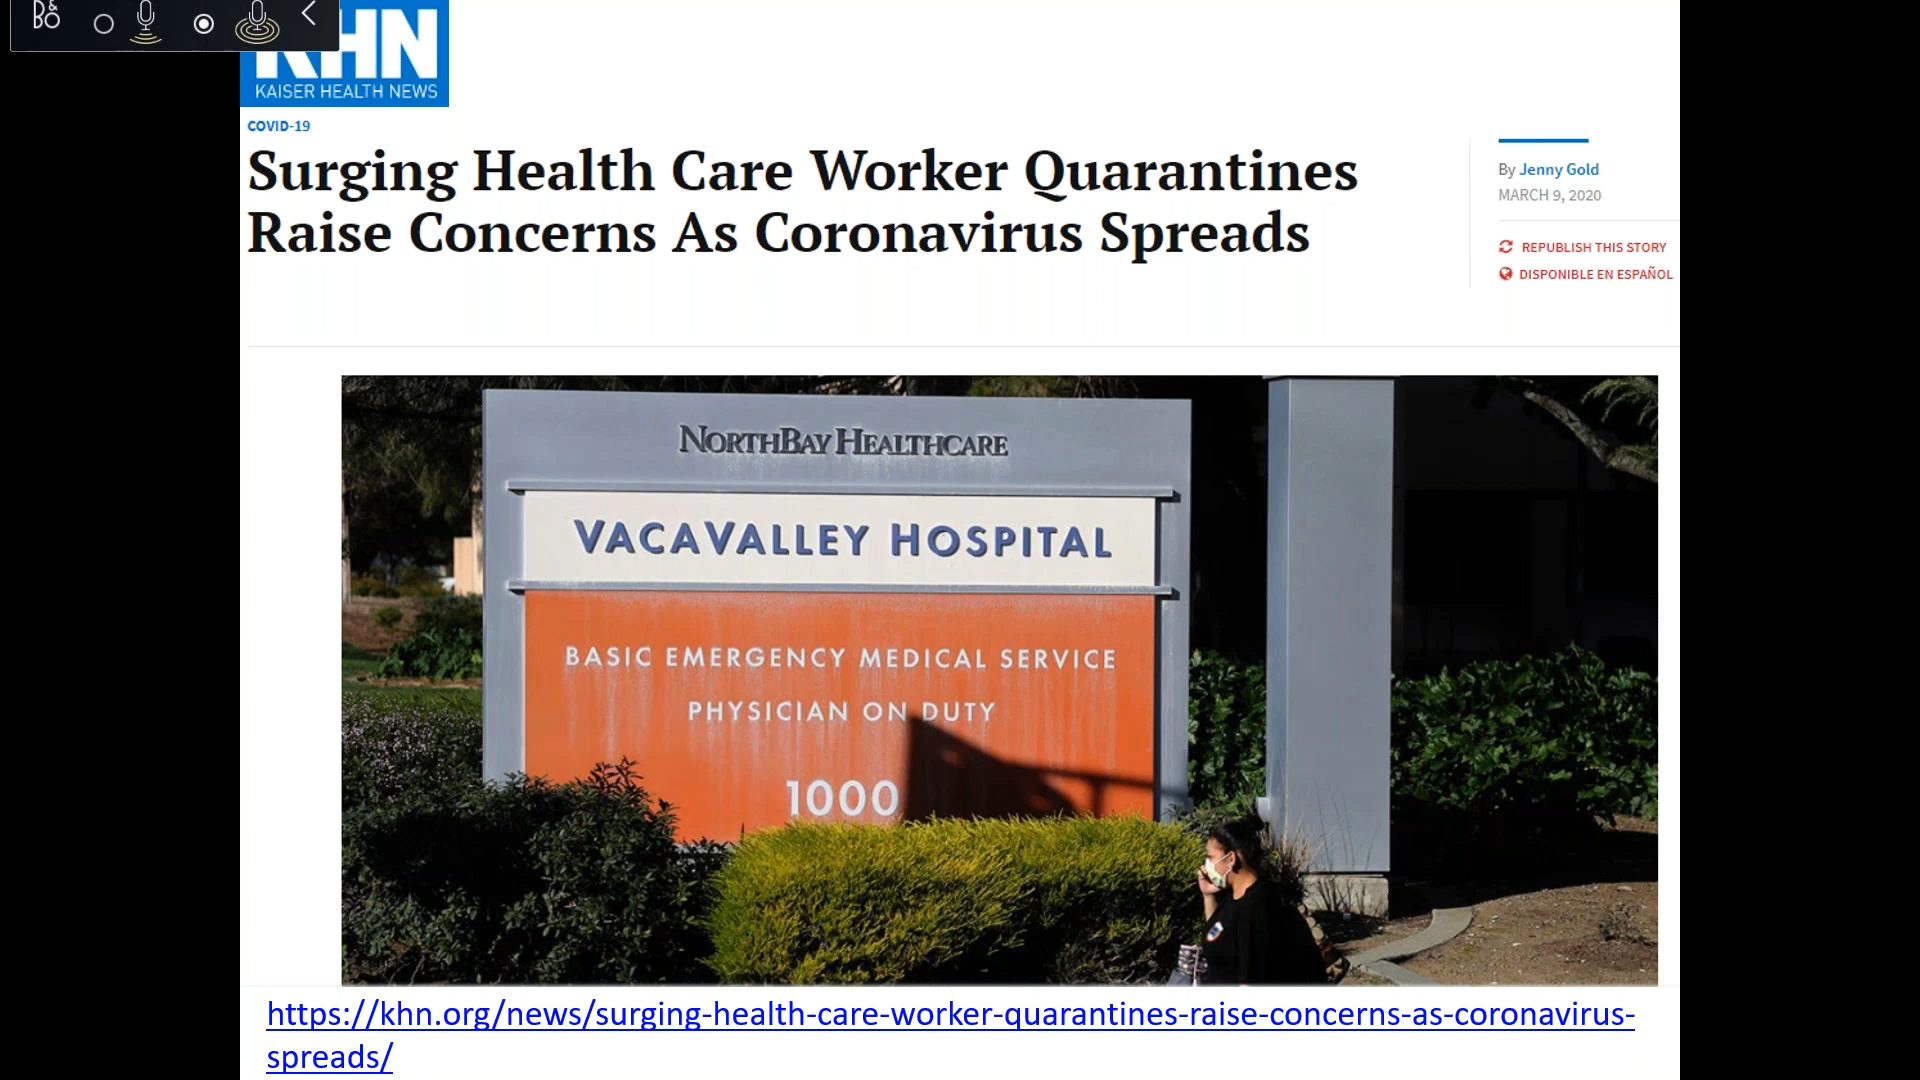 B&O
KHN
KAISER HEALTH NEWS
COVID-19
Surging Health Care Worker Quarantines
Raise Concerns As Coronavirus Spreads
By Jenny Gold
MARCH 9, 2020
REPUBLISH THIS STORY
DISPONIBLE EN ESPAÑOL
NORTHBAY HEALTHCARE
VACAVALLEY HOSPITAL
BASIC EMERGENCY MEDICAL SERVICE
PHYSICIAN ON DUTY
1000
https://khn.org/news/surging-health-care-worker-quarantines-raise-concerns-as-coronavirus-
spreads/